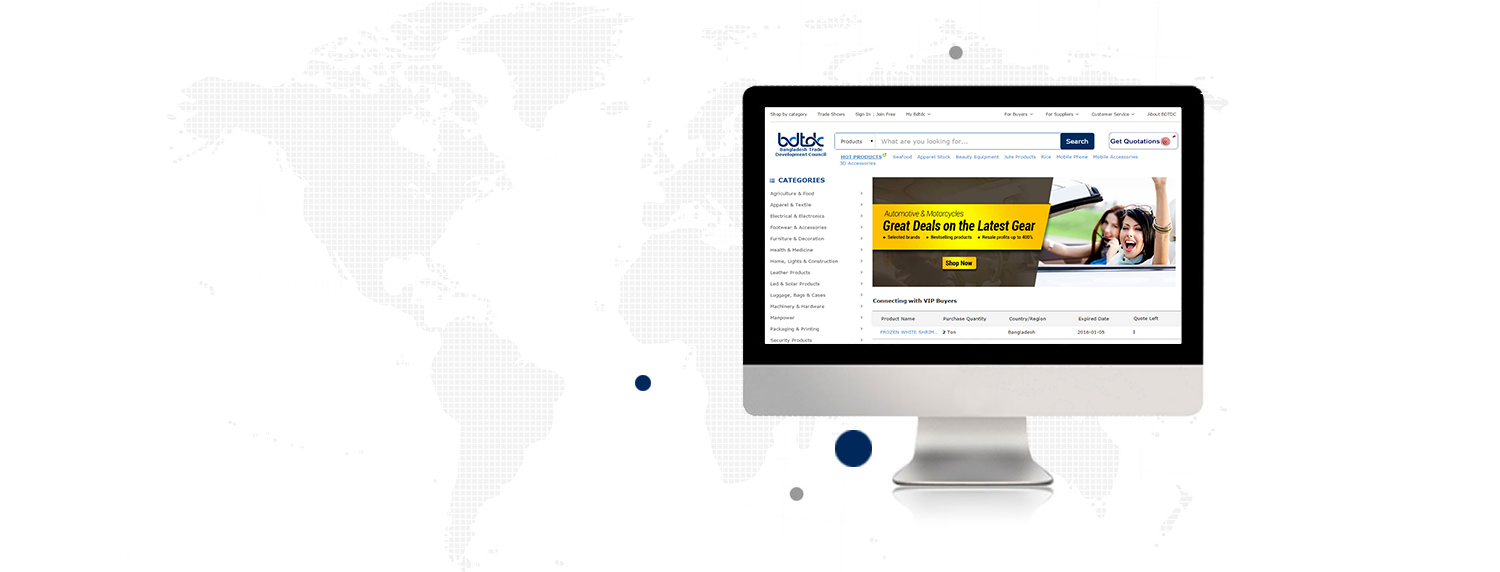 Shop by category Trade Shows Sign In | Join Free My Bdtdc For Buyers For Suppliers Customer Service About BDTDC
bdtdc
Bangladesh Trade
Development Council
Products What are you looking for... Search Get Quotations
HOT PRODUCTS Seafood Apparel Stock Beauty Equipment Jute Products Rice Mobile Phone Mobile Accessories
3D Accessories
CATEGORIES
Agriculture & Food
Apparel & Textile
Electrical & Electronics
Footwear & Accessories
Furniture & Decoration
Health & Medicine
Home, Lights & Construction
Leather Products
Led & Solar Products
Luggage, Bags & Cases
Machinery & Hardware
Manpower
Packaging & Printing
Security Products
Automotive & Motorcycles
Great Deals on the Latest Gear
• Selected brands • Bestselling products • Resale profits up to 400%
Shop Now
Connecting with VIP Buyers
Product Name Purchase Quantity Country/Region Expired Date Quote Left
FROZEN WHITE SHRIM.. 2 Ton Bangladesh 2016-01-05 1